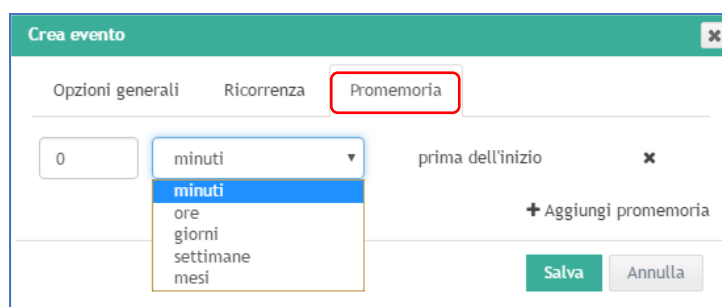 Crea evento
Opzioni generali Ricorrenza Promemoria
0 minuti prima dell'inizio
minuti
ore
giorni
settimane
mesi
Aggiungi promemoria
Salva Annulla